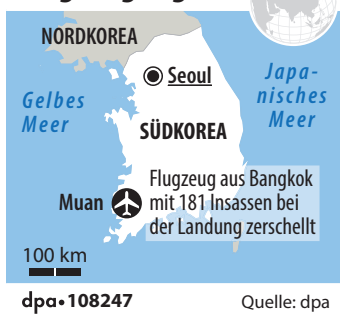 NORDKOREA
Seoul
Japa-
nisches
Meer
Gelbes
Meer
SÜDKOREA
Flugzeug aus Bangkok
mit 181 Insassen bei
der Landung zerschellt
Muan
100 km
dpa•108247
Quelle: dpa